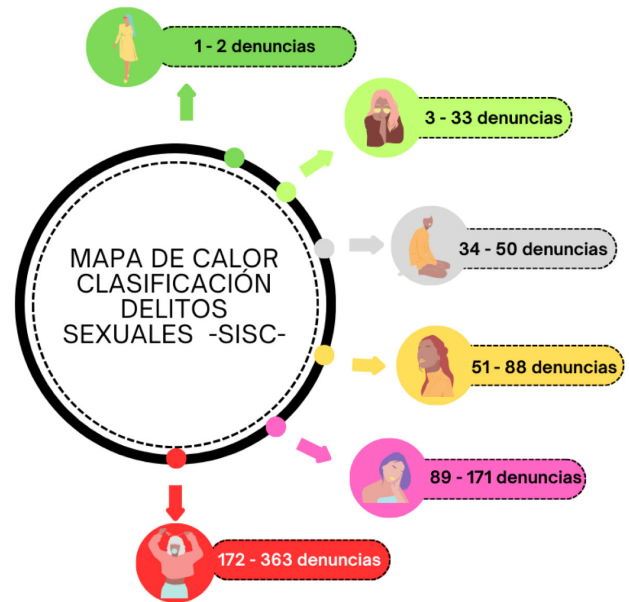 1 - 2 denuncias
3 - 33 denuncias
34 - 50 denuncias
51 - 88 denuncias
89 - 171 denuncias
172 - 363 denuncias
MAPA DE CALOR
CLASIFICACIÓN
DELITOS
SEXUALES -SISC-